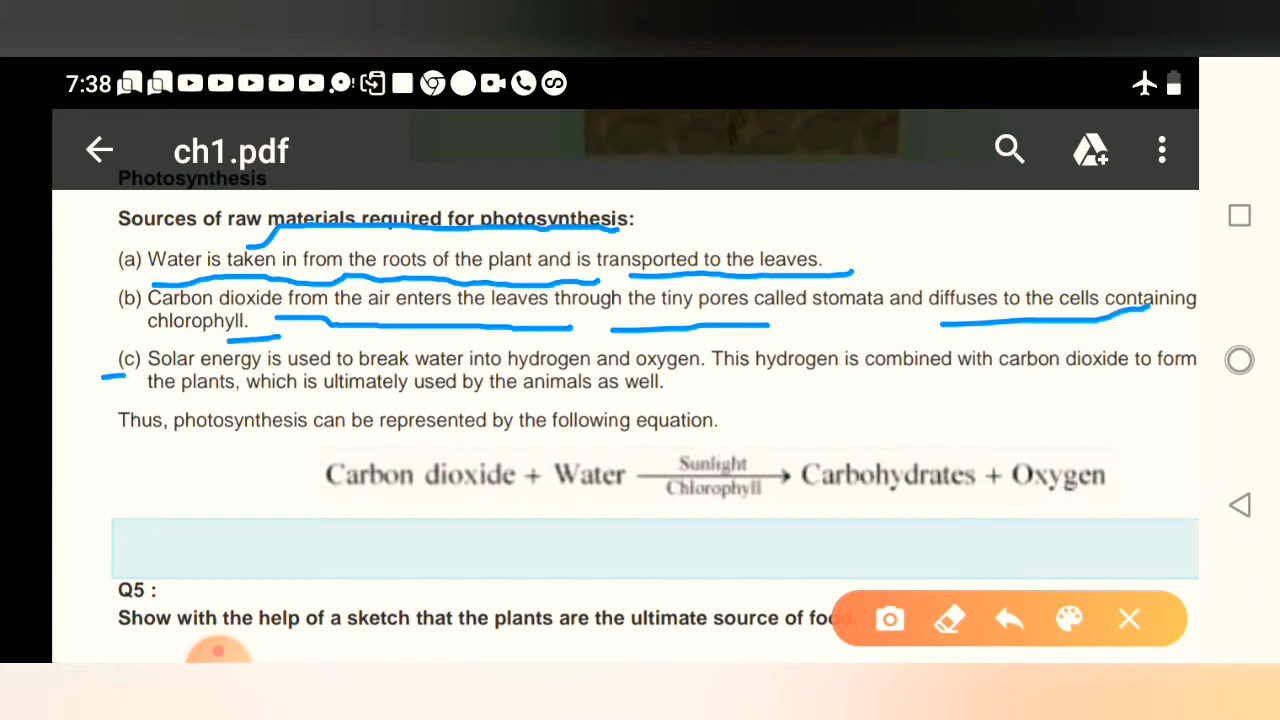 7:38
ch1.pdf
Photosynthesis
Sources of raw materials required for photosynthesis:
(a) Water is taken in from the roots of the plant and is transported to the leaves.
(b) Carbon dioxide from the air enters the leaves through the tiny pores called stomata and diffuses to the cells containing
chlorophyll.
(c) Solar energy is used to break water into hydrogen and oxygen. This hydrogen is combined with carbon dioxide to form
the plants, which is ultimately used by the animals as well.
Thus, photosynthesis can be represented by the following equation.
Sunlight
Carbon dioxide + Water → Carbohydrates + Oxygen
Chlorophyll
Q5 :
Show with the help of a sketch that the plants are the ultimate source of food.